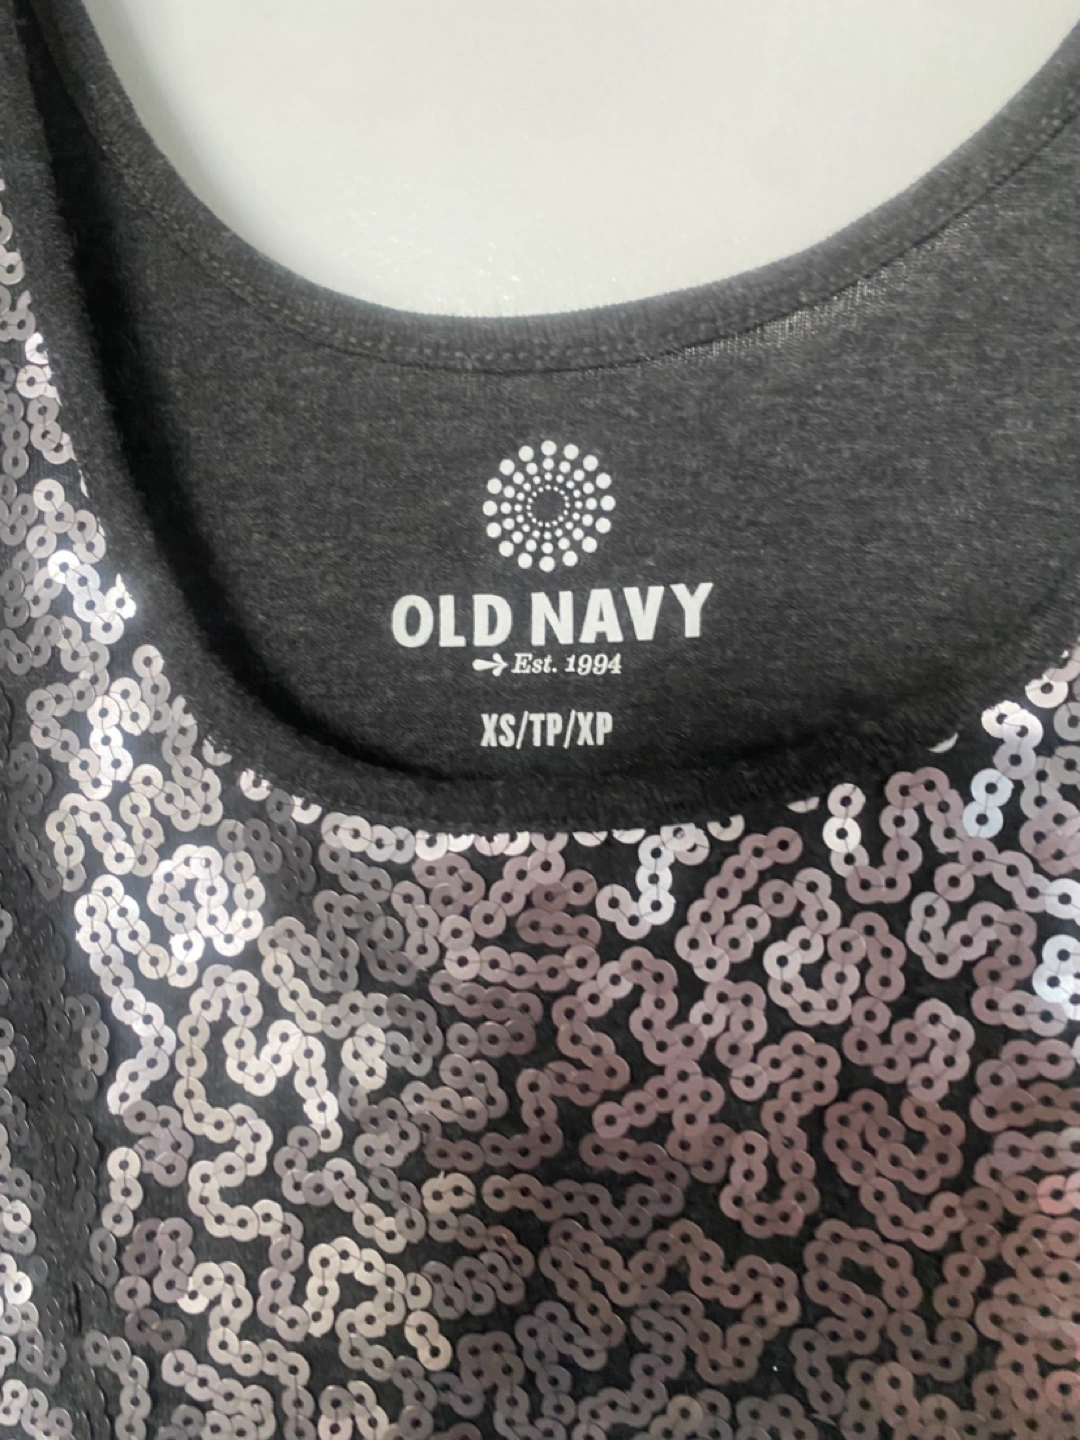 OLD NAVY
Est. 1994
XS/TP/XP